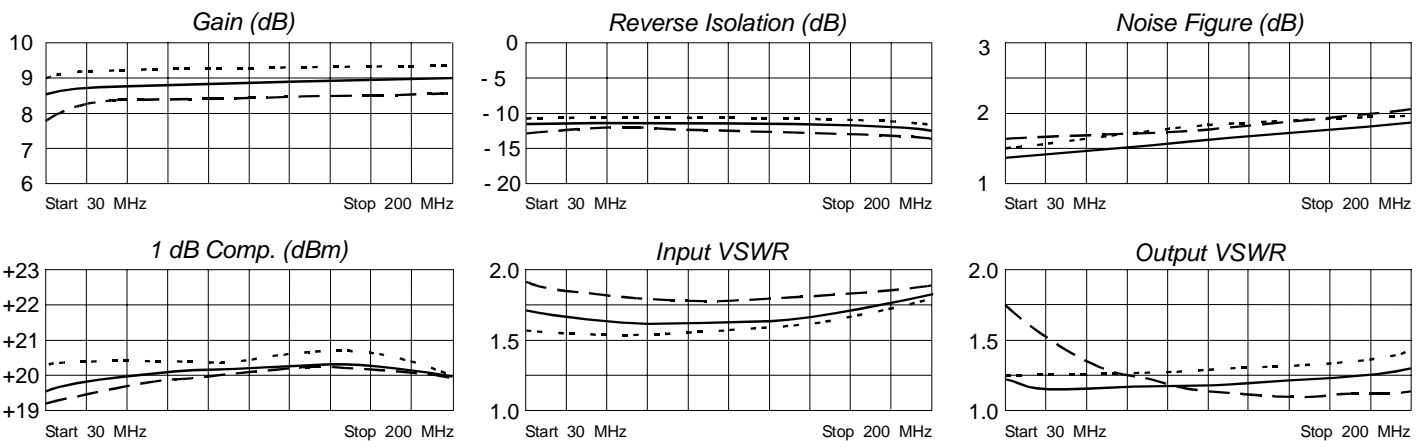 Gain (dB)
10
9
8
7
6
Start 30 MHz
Stop 200 MHz
Reverse Isolation (dB)
0
- 5
- 10
- 15
- 20
Start 30 MHz
Stop 200 MHz
Noise Figure (dB)
3
2
1
Start 30 MHz
Stop 200 MHz
1 dB Comp. (dBm)
+23
+22
+21
+20
+19
Start 30 MHz
Stop 200 MHz
Input VSWR
2.0
1.5
1.0
Start 30 MHz
Stop 200 MHz
Output VSWR
2.0
1.5
1.0
Start 30 MHz
Stop 200 MHz